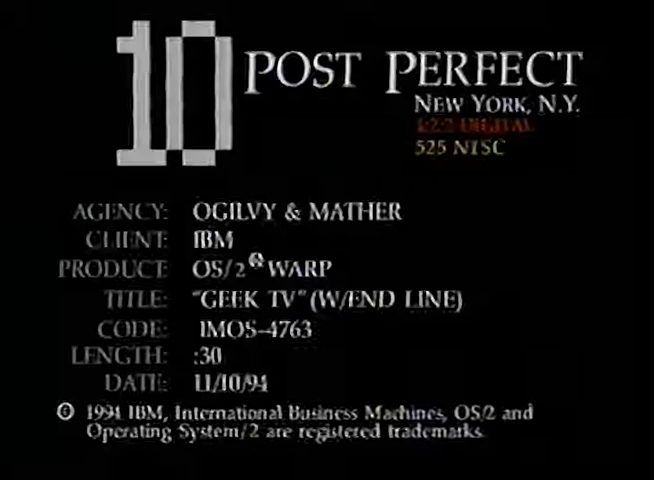 10 POST PERFECT
NEW YORK, N.Y.
4:2:2 DIGITAL
525 NTSC
AGENCY: OGILVY & MATHER
CLIENT: IBM
PRODUCT: OS/2® WARP
TITLE: "GEEK TV" (W/END LINE)
CODE: IMOS-4763
LENGTH: :30
DATE: 11/10/94
© 1994 IBM, International Business Machines, OS/2 and
Operating System/2 are registered trademarks.